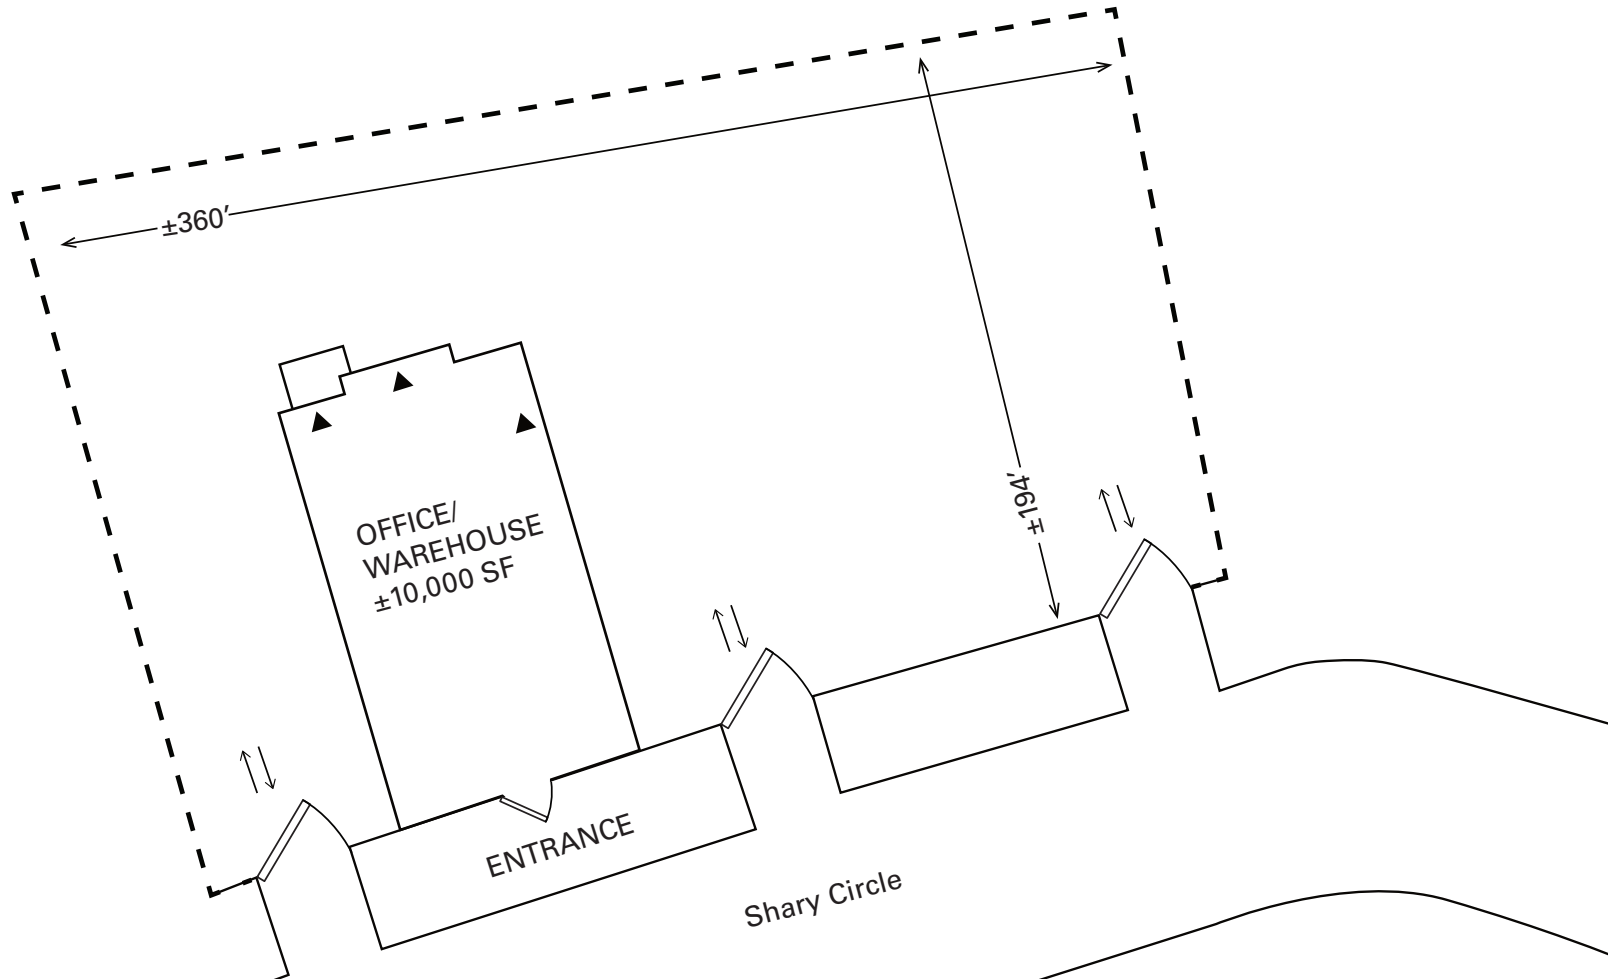 ±360′
±194′
OFFICE/
WAREHOUSE
±10,000 SF
ENTRANCE
Shary Circle